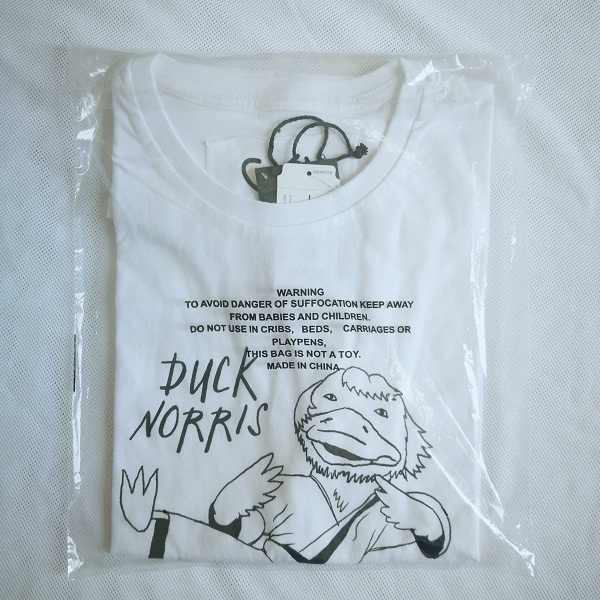 WARNING
TO AVOID DANGER OF SUFFOCATION KEEP AWAY
FROM BABIES AND CHILDREN.
DO NOT USE IN CRIBS, BEDS, CARRIAGES OR
PLAYPENS,
THIS BAG IS NOT A TOY.
MADE IN CHINA
DUCK
NORRIS